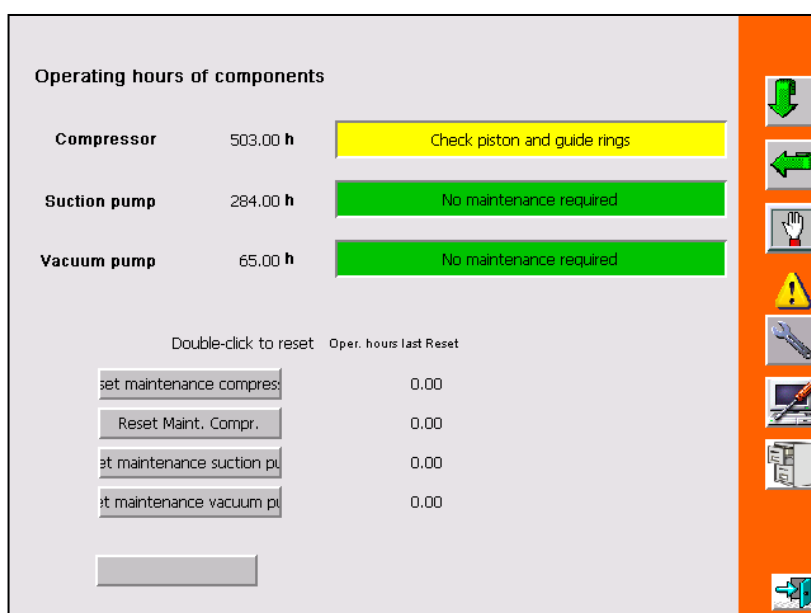 Operating hours of components
Compressor 503.00 h Check piston and guide rings
Suction pump 284.00 h No maintenance required
Vacuum pump 65.00 h No maintenance required
Double-click to reset Oper. hours last Reset
set maintenance compres 0.00
Reset Maint. Compr. 0.00
et maintenance suction pu 0.00
et maintenance vacuum pu 0.00